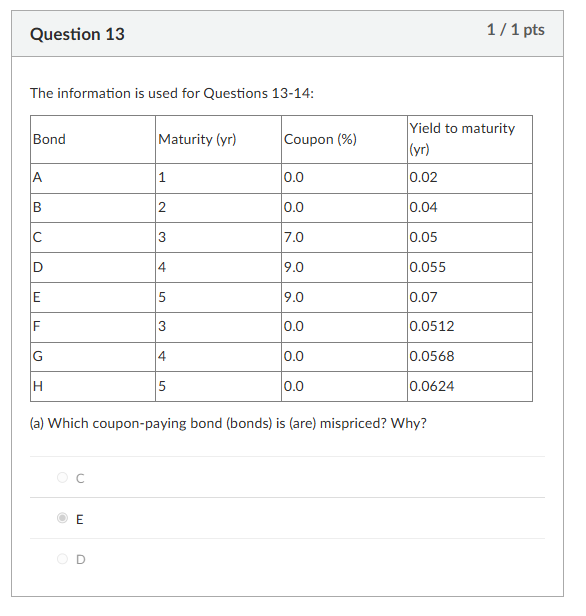 Question 13
1 / 1 pts
The information is used for Questions 13-14:
Bond Maturity (yr) Coupon (%) Yield to maturity (yr)
A 1 0.0 0.02
B 2 0.0 0.04
C 3 7.0 0.05
D 4 9.0 0.055
E 5 9.0 0.07
F 3 0.0 0.0512
G 4 0.0 0.0568
H 5 0.0 0.0624
(a) Which coupon-paying bond (bonds) is (are) mispriced? Why?
C
E
D